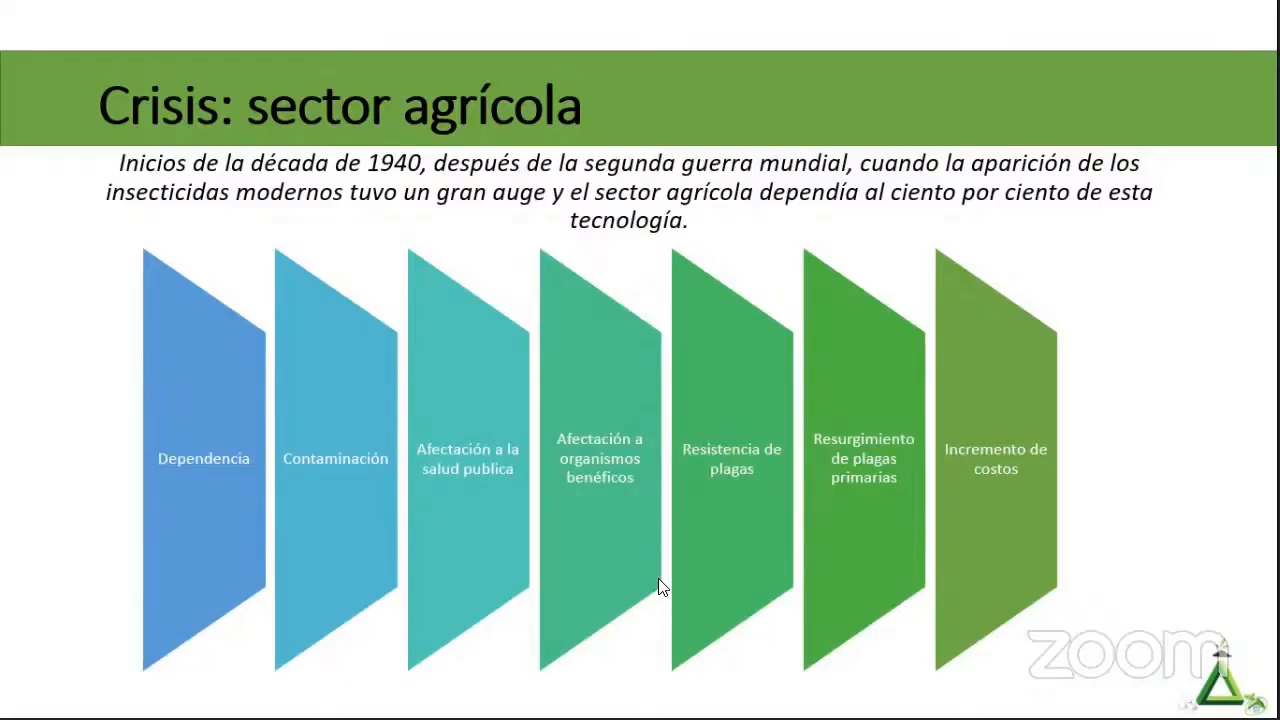 Crisis: sector agrícola
Inicios de la década de 1940, después de la segunda guerra mundial, cuando la aparición de los
insecticidas modernos tuvo un gran auge y el sector agrícola dependía al ciento por ciento de esta
tecnología.
Dependencia
Contaminación
Afectación a la
salud publica
Afectación a
organismos
benéficos
Resistencia de
plagas
Resurgimiento
de plagas
primarias
Incremento de
costos
zoom